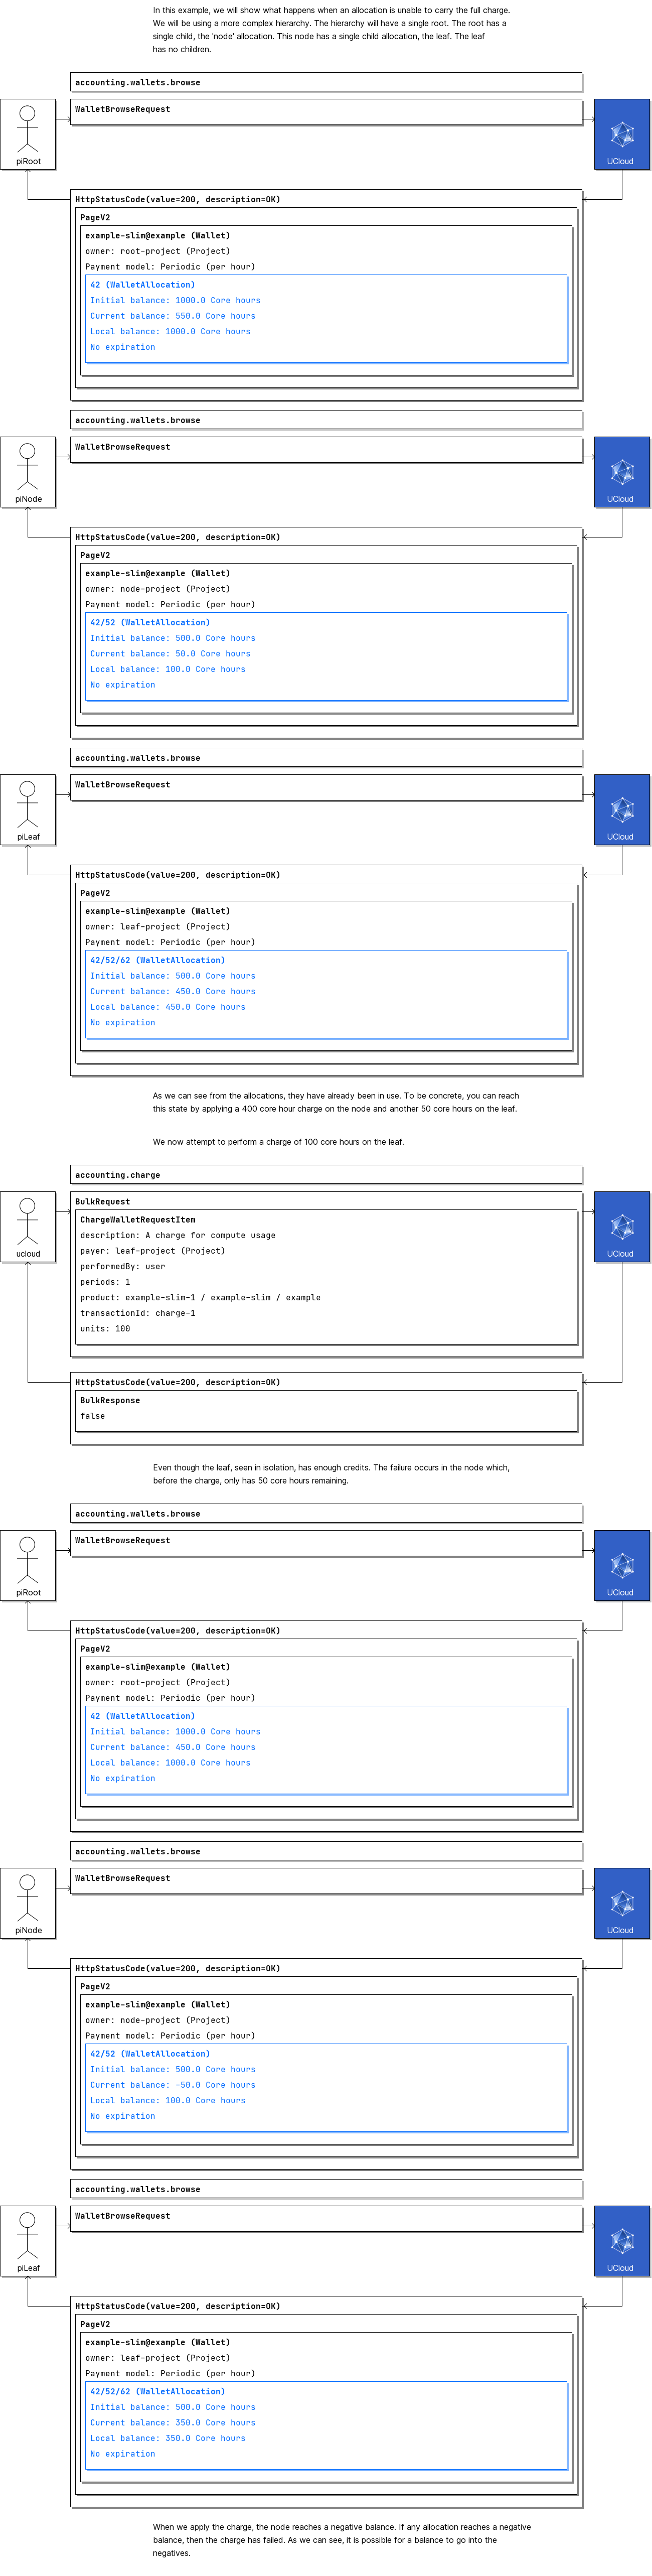 In this example, we will show what happens when an allocation is unable to carry the full charge.
We will be using a more complex hierarchy. The hierarchy will have a single root. The root has a
single child, the 'node' allocation. This node has a single child allocation, the leaf. The leaf
has no children.
accounting.wallets.browse
WalletBrowseRequest
piRoot
UCloud
HttpStatusCode(value=200, description=OK)
PageV2
example-slim@example (Wallet)
owner: root-project (Project)
Payment model: Periodic (per hour)
42 (WalletAllocation)
Initial balance: 1000.0 Core hours
Current balance: 550.0 Core hours
Local balance: 1000.0 Core hours
No expiration
accounting.wallets.browse
WalletBrowseRequest
piNode
UCloud
HttpStatusCode(value=200, description=OK)
PageV2
example-slim@example (Wallet)
owner: node-project (Project)
Payment model: Periodic (per hour)
42/52 (WalletAllocation)
Initial balance: 500.0 Core hours
Current balance: 50.0 Core hours
Local balance: 100.0 Core hours
No expiration
accounting.wallets.browse
WalletBrowseRequest
piLeaf
UCloud
HttpStatusCode(value=200, description=OK)
PageV2
example-slim@example (Wallet)
owner: leaf-project (Project)
Payment model: Periodic (per hour)
42/52/62 (WalletAllocation)
Initial balance: 500.0 Core hours
Current balance: 450.0 Core hours
Local balance: 450.0 Core hours
No expiration
As we can see from the allocations, they have already been in use. To be concrete, you can reach
this state by applying a 400 core hour charge on the node and another 50 core hours on the leaf.
We now attempt to perform a charge of 100 core hours on the leaf.
accounting.charge
BulkRequest
ChargeWalletRequestItem
description: A charge for compute usage
payer: leaf-project (Project)
performedBy: user
periods: 1
product: example-slim-1 / example-slim / example
transactionId: charge-1
units: 100
ucloud
UCloud
HttpStatusCode(value=200, description=OK)
BulkResponse
false
Even though the leaf, seen in isolation, has enough credits. The failure occurs in the node which,
before the charge, only has 50 core hours remaining.
accounting.wallets.browse
WalletBrowseRequest
piRoot
UCloud
HttpStatusCode(value=200, description=OK)
PageV2
example-slim@example (Wallet)
owner: root-project (Project)
Payment model: Periodic (per hour)
42 (WalletAllocation)
Initial balance: 1000.0 Core hours
Current balance: 450.0 Core hours
Local balance: 1000.0 Core hours
No expiration
accounting.wallets.browse
WalletBrowseRequest
piNode
UCloud
HttpStatusCode(value=200, description=OK)
PageV2
example-slim@example (Wallet)
owner: node-project (Project)
Payment model: Periodic (per hour)
42/52 (WalletAllocation)
Initial balance: 500.0 Core hours
Current balance: -50.0 Core hours
Local balance: 100.0 Core hours
No expiration
accounting.wallets.browse
WalletBrowseRequest
piLeaf
UCloud
HttpStatusCode(value=200, description=OK)
PageV2
example-slim@example (Wallet)
owner: leaf-project (Project)
Payment model: Periodic (per hour)
42/52/62 (WalletAllocation)
Initial balance: 500.0 Core hours
Current balance: 350.0 Core hours
Local balance: 350.0 Core hours
No expiration
When we apply the charge, the node reaches a negative balance. If any allocation reaches a negative
balance, then the charge has failed. As we can see, it is possible for a balance to go into the
negatives.